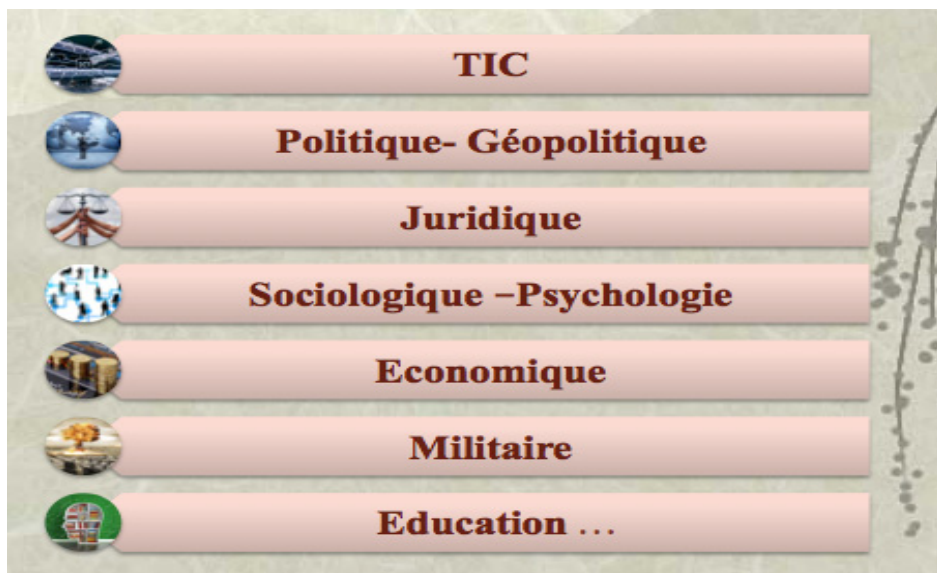 TIC
Politique- Géopolitique
Juridique
Sociologique –Psychologie
Economique
Militaire
Education ...